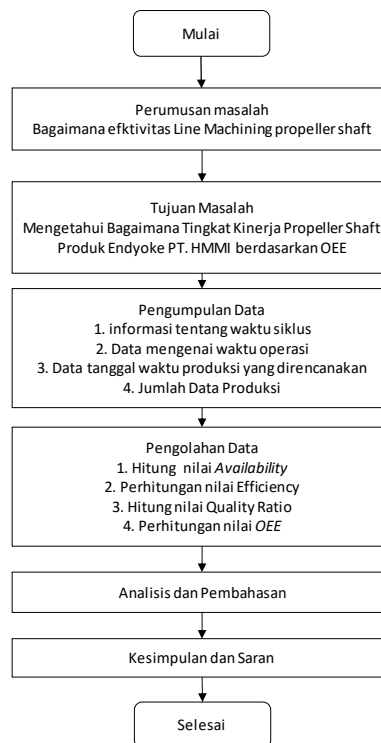 Mulai
Perumusan masalah
Bagaimana efktivitas Line Machining propeller shaft
Tujuan Masalah
Mengetahui Bagaimana Tingkat Kinerja Propeller Shaft
Produk Endyoke PT. HMMI berdasarkan OEE
Pengumpulan Data
1. informasi tentang waktu siklus
2. Data mengenai waktu operasi
3. Data tanggal waktu produksi yang direncanakan
4. Jumlah Data Produksi
Pengolahan Data
1. Hitung nilai Availability
2. Perhitungan nilai Efficiency
3. Hitung nilai Quality Ratio
4. Perhitungan nilai OEE
Analisis dan Pembahasan
Kesimpulan dan Saran
Selesai